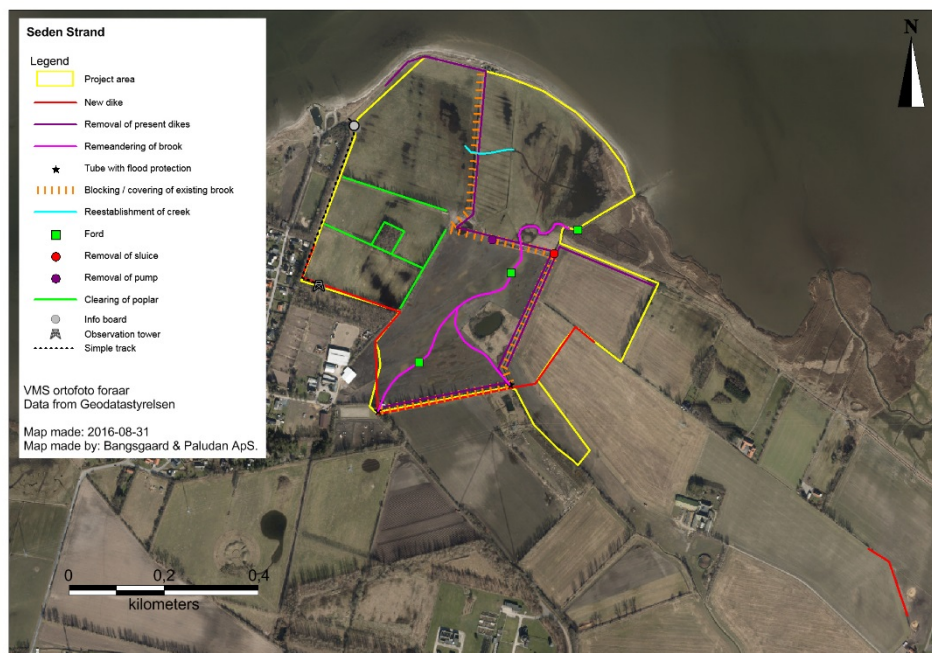 Seden Strand
Legend
Project area
New dike
Removal of present dikes
Remeandering of brook
Tube with flood protection
Blocking / covering of existing brook
Reestablishment of creek
Ford
Removal of sluice
Removal of pump
Clearing of poplar
Info board
Observation tower
Simple track
VMS ortofoto foraar
Data from Geodatastyrelsen
Map made: 2016-08-31
Map made by: Bangsgaard & Paludan ApS.
N
0 0,2 0,4
kilometers